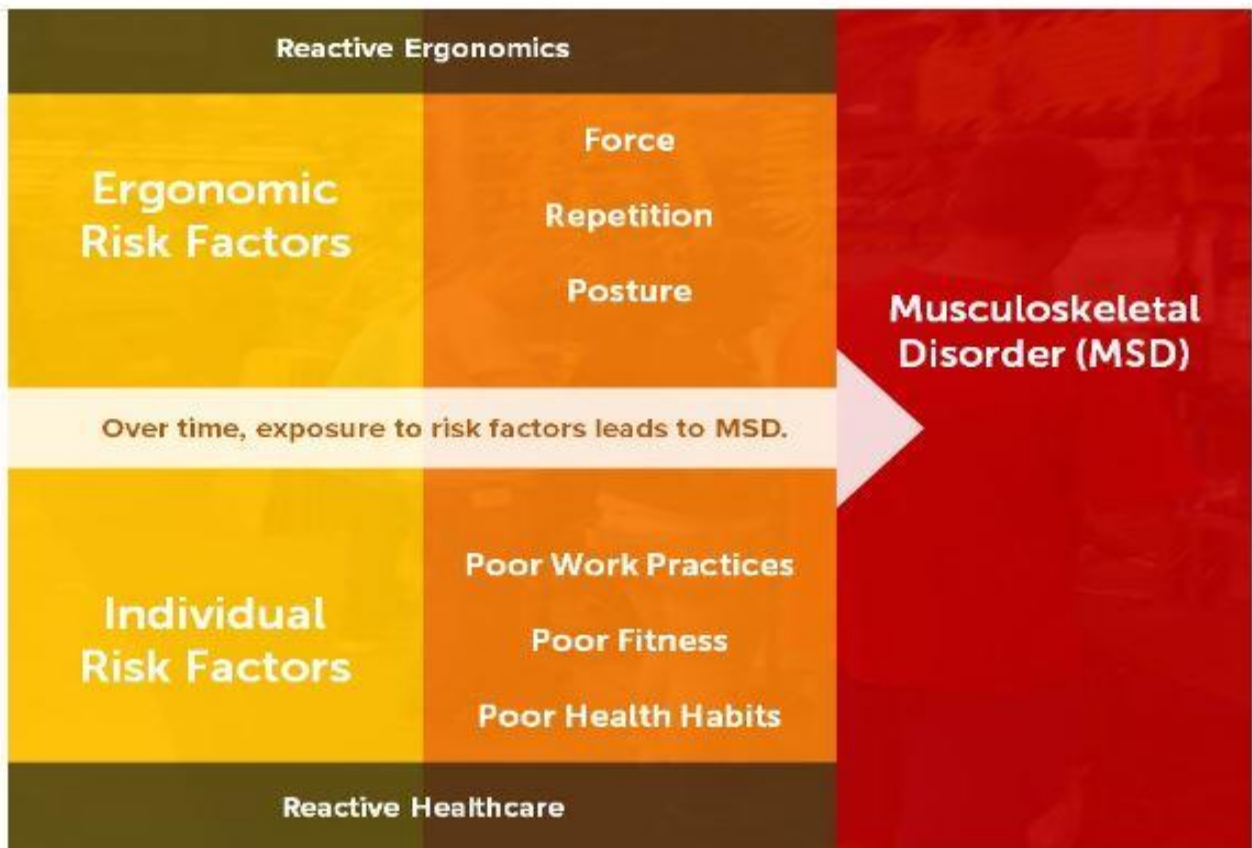 Reactive Ergonomics
Ergonomic
Risk Factors
Force
Repetition
Posture
Musculoskeletal
Disorder (MSD)
Over time, exposure to risk factors leads to MSD.
Individual
Risk Factors
Poor Work Practices
Poor Fitness
Poor Health Habits
Reactive Healthcare